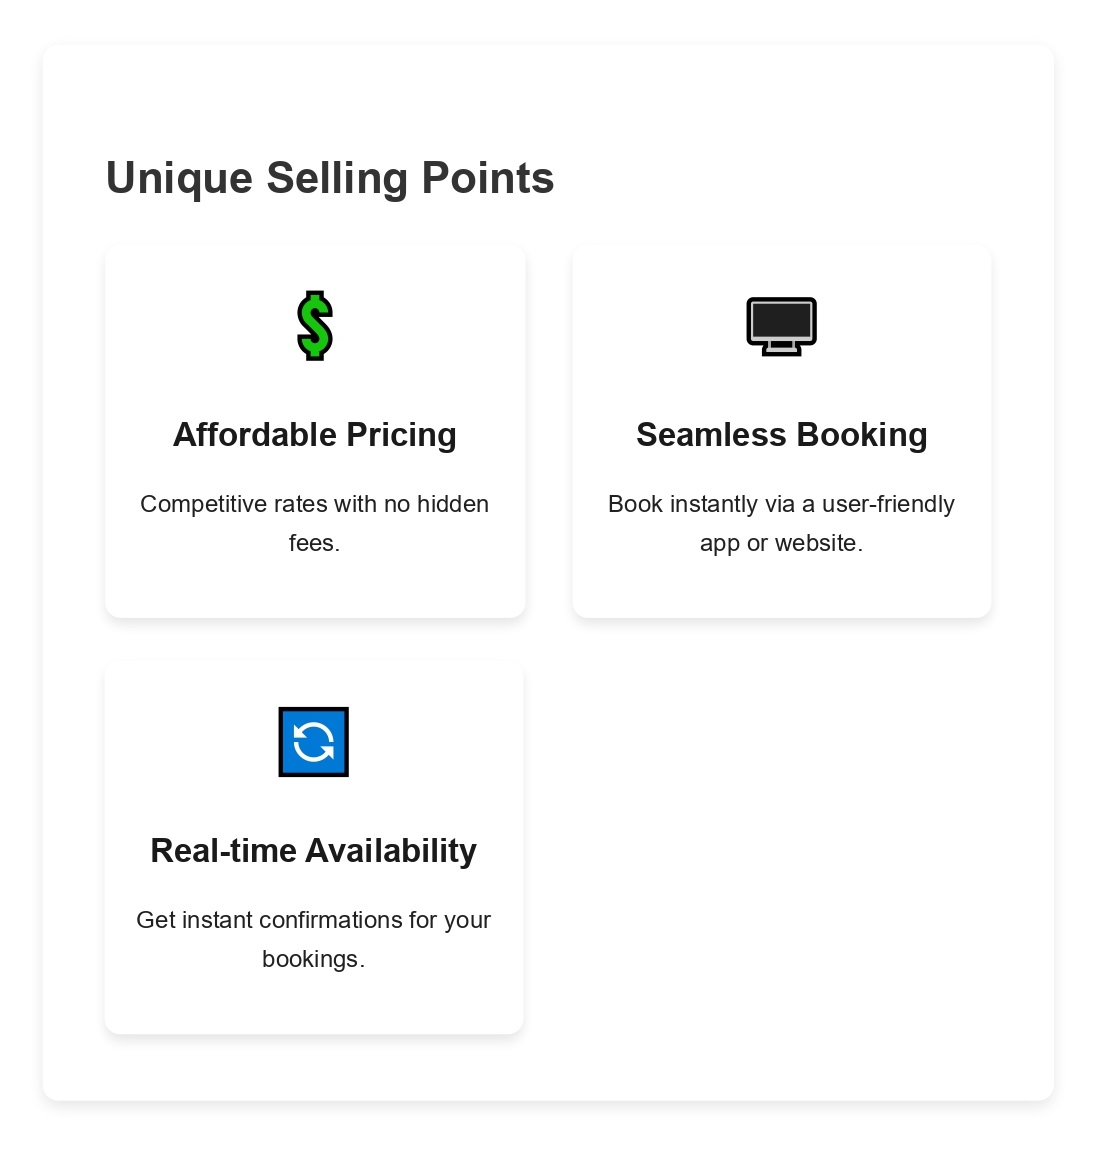 Unique Selling Points
Affordable Pricing
Competitive rates with no hidden
fees.
Seamless Booking
Book instantly via a user-friendly
app or website.
Real-time Availability
Get instant confirmations for your
bookings.